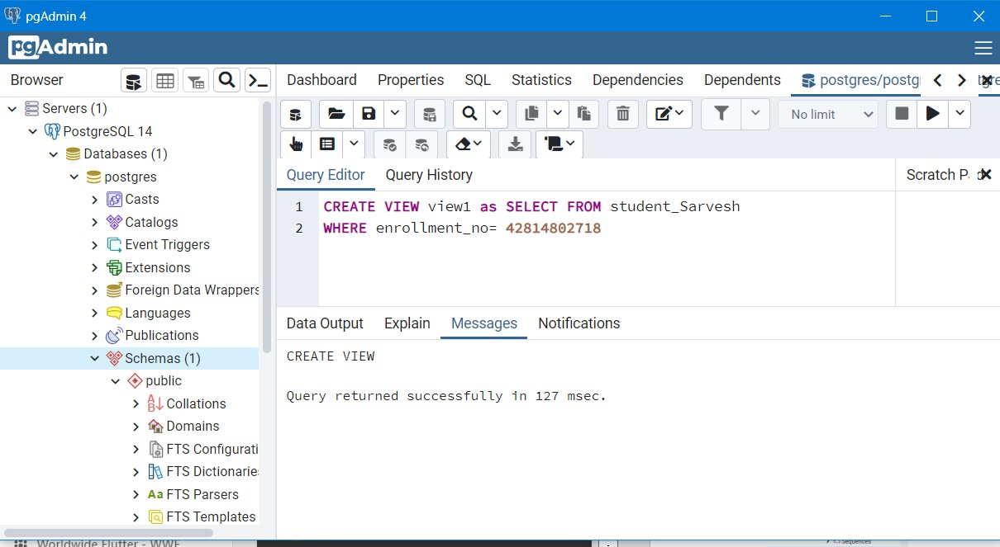 pgAdmin 4
pgAdmin
Browser
Dashboard Properties SQL Statistics Dependencies Dependents postgres/postg
Servers (1)
PostgreSQL 14
Databases (1)
postgres
Casts
Catalogs
Event Triggers
Extensions
Foreign Data Wrappers
Languages
Publications
Schemas (1)
public
Collations
Domains
FTS Configurati
FTS Dictionarie
Aa FTS Parsers
FTS Templates
No limit
Query Editor Query History
Scratch P
1 CREATE VIEW view1 as SELECT FROM student_Sarvesh
2 WHERE enrollment_no= 42814802718
Data Output Explain Messages Notifications
CREATE VIEW
Query returned successfully in 127 msec.
Worldwide Flutter - WWF
Sequences